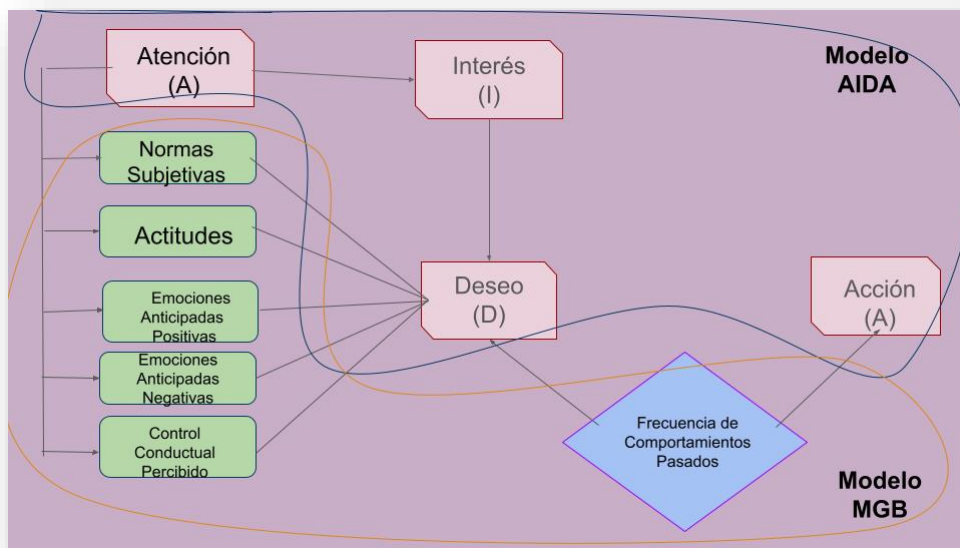 Atención
(A)
Interés
(I)
Modelo
AIDA
Normas
Subjetivas
Actitudes
Emociones
Anticipadas
Positivas
Emociones
Anticipadas
Negativas
Control
Conductual
Percibido
Deseo
(D)
Acción
(A)
Frecuencia de
Comportamientos
Pasados
Modelo
MGB